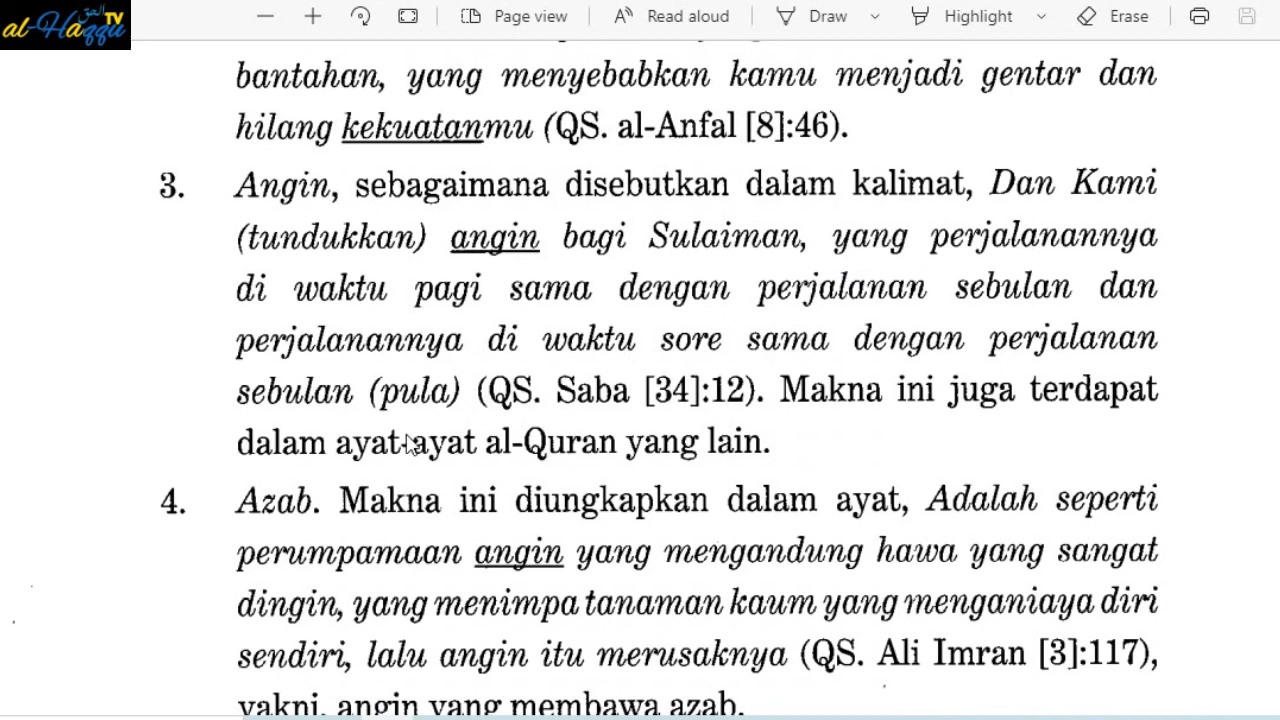 الحق TV
al-Haqqu
Page view
Read aloud
Draw
Highlight
Erase
bantahan, yang menyebabkan kamu menjadi gentar dan
hilang kekuatanmu (QS. al-Anfal [8]:46).
3. Angin, sebagaimana disebutkan dalam kalimat, Dan Kami
(tundukkan) angin bagi Sulaiman, yang perjalanannya
di waktu pagi sama dengan perjalanan sebulan dan
perjalanannya di waktu sore sama dengan perjalanan
sebulan (pula) (QS. Saba [34]:12). Makna ini juga terdapat
dalam ayat-ayat al-Quran yang lain.
4. Azab. Makna ini diungkapkan dalam ayat, Adalah seperti
perumpamaan angin yang mengandung hawa yang sangat
dingin, yang menimpa tanaman kaum yang menganiaya diri
sendiri, lalu angin itu merusaknya (QS. Ali Imran [3]:117),
yakni, angin yang membawa azab.